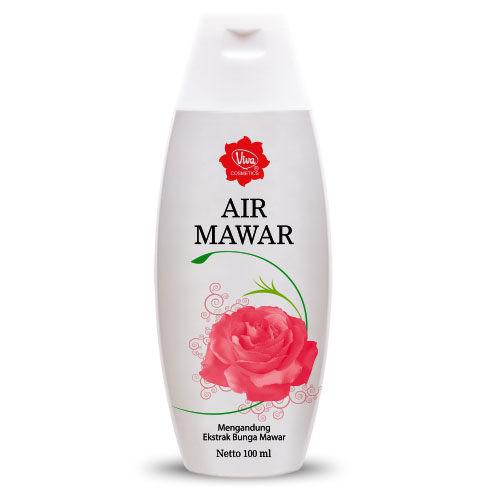 Viva®
COSMETICS
AIR
MAWAR
Mengandung
Ekstrak Bunga Mawar
Netto 100 ml